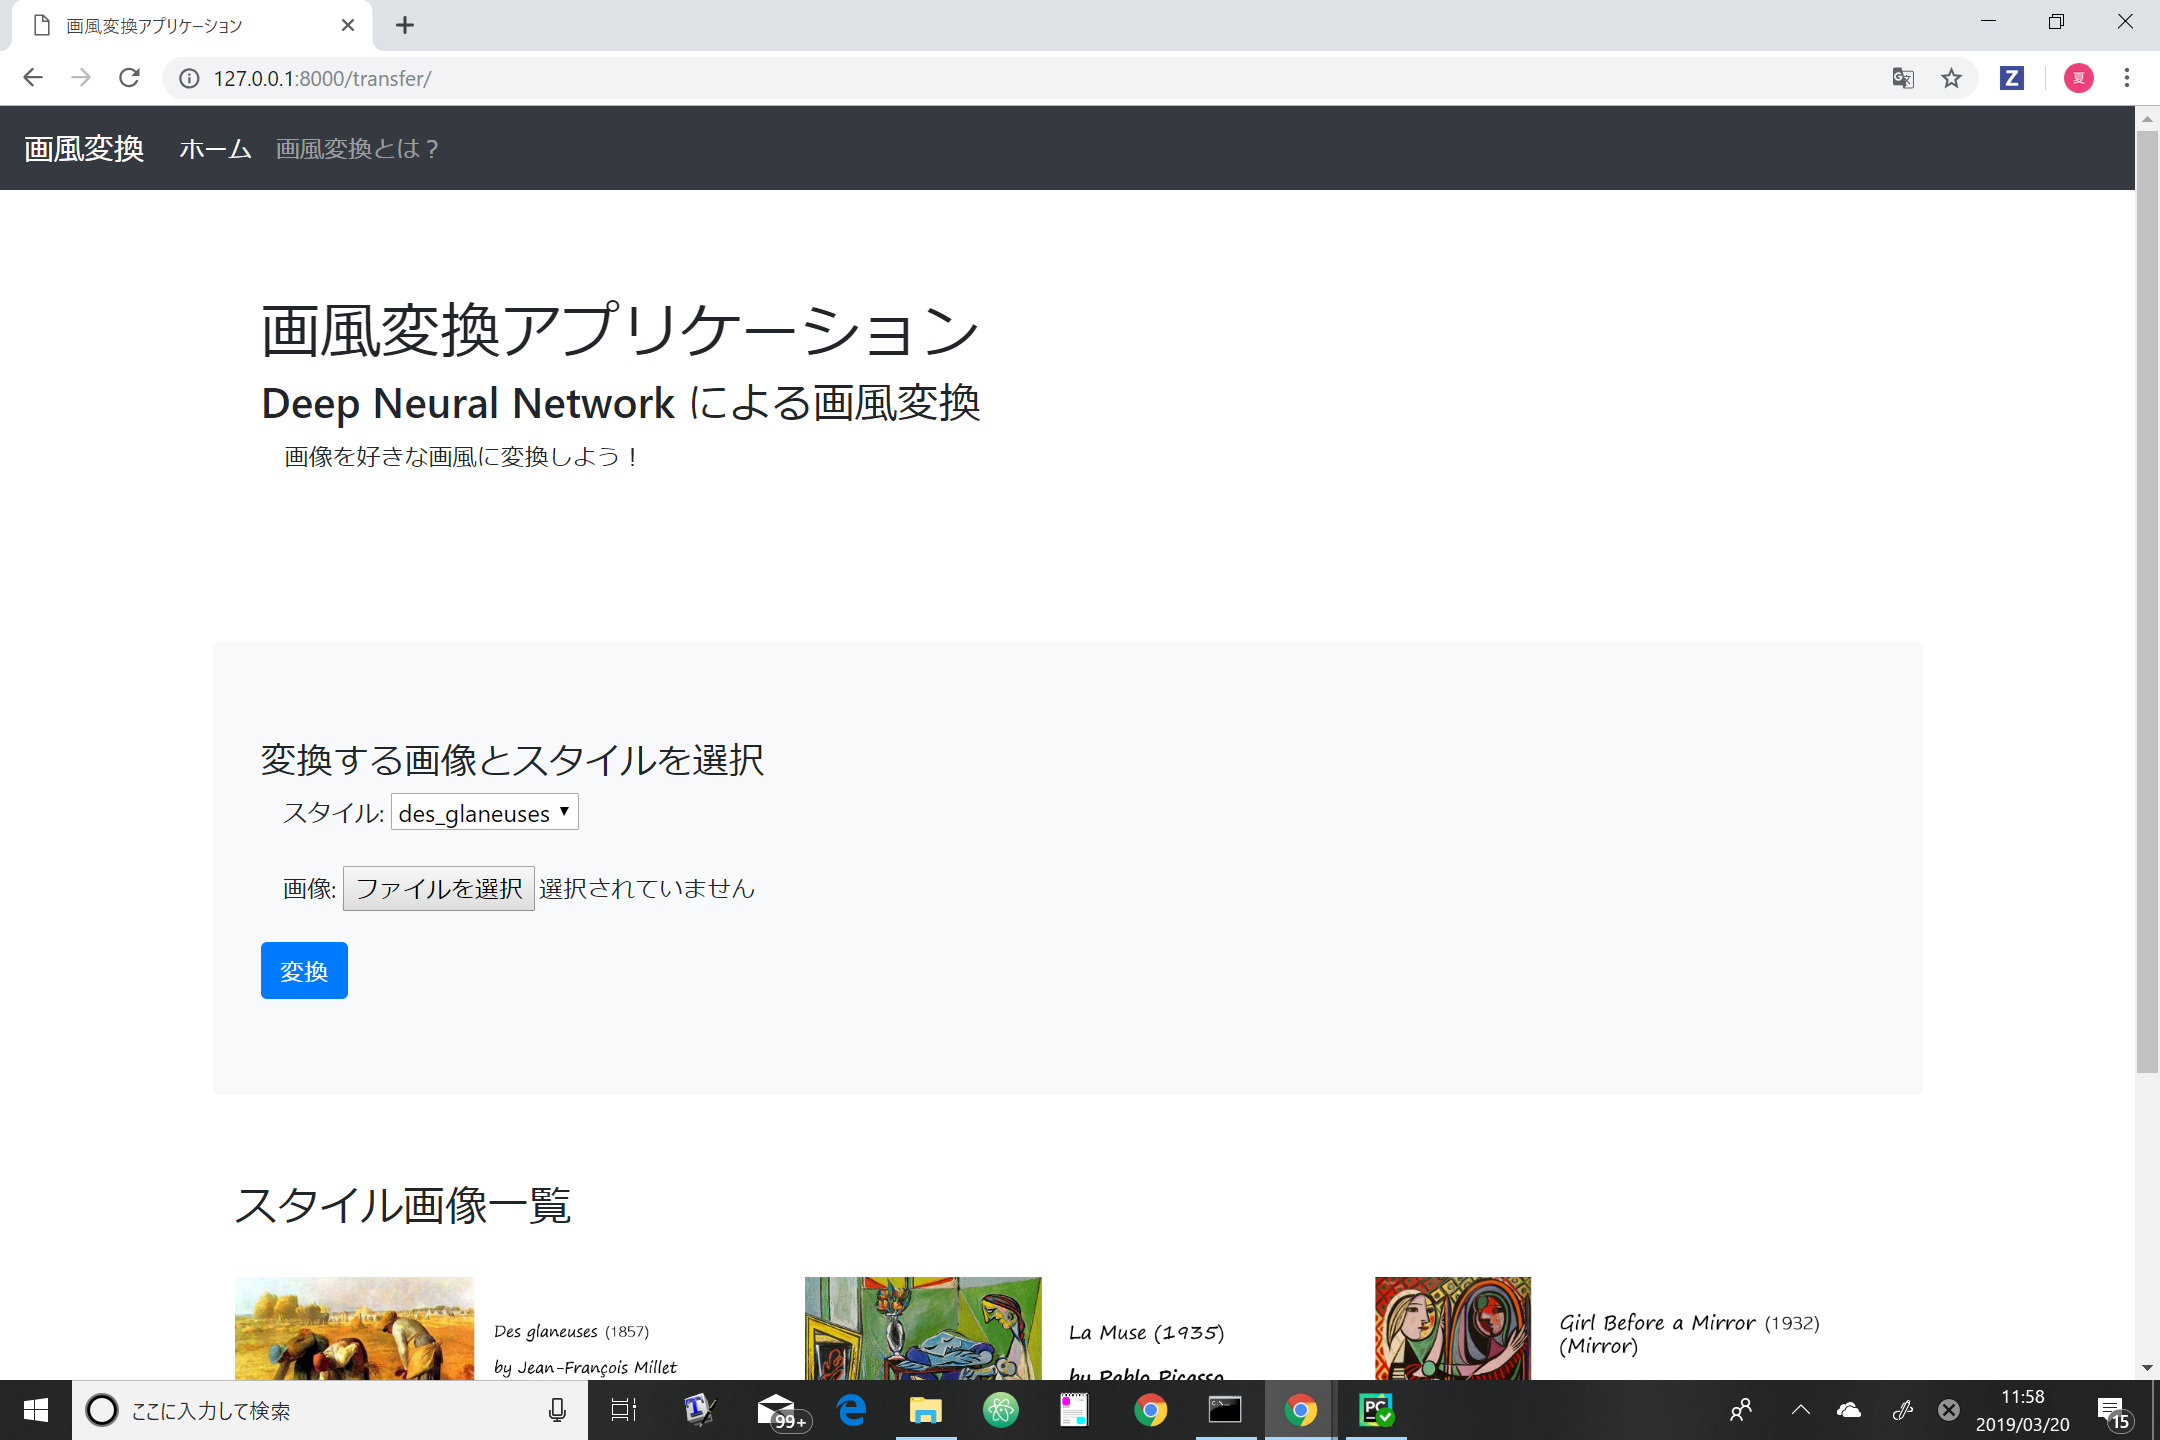 画風変換アプリケーション
127.0.0.1:8000/transfer/
Z
夏
画風変換 ホーム 画風変換とは？
画風変換アプリケーション
Deep Neural Network による画風変換
画像を好きな画風に変換しよう！
変換する画像とスタイルを選択
スタイル: des_glaneuses
画像: ファイルを選択 選択されていません
変換
スタイル画像一覧
Des glaneuses (1857)
by Jean-François Millet
La Muse (1935)
by Pablo Picasso
Girl Before a Mirror (1932)
(Mirror)
ここに入力して検索
99+
PC
11:58
2019/03/20
15